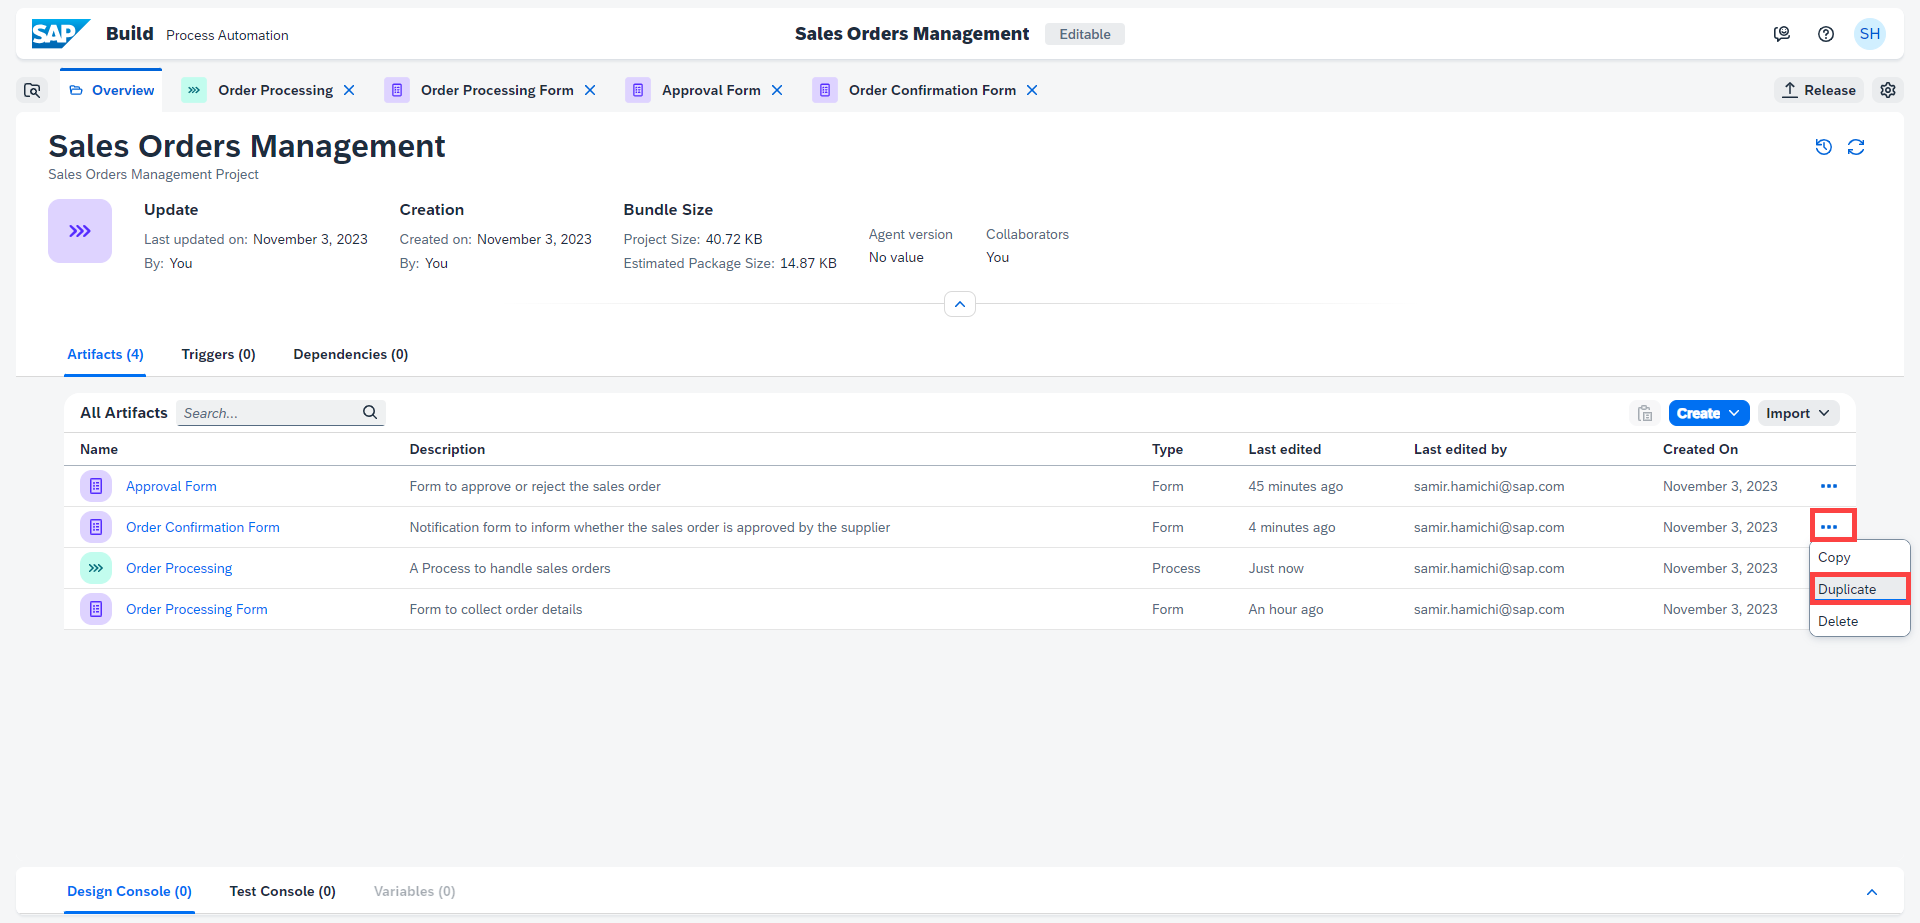 SAP Build Process Automation
Sales Orders Management Editable
SH
Overview Order Processing Order Processing Form Approval Form Order Confirmation Form Release
Sales Orders Management
Sales Orders Management Project
Update Creation Bundle Size
Last updated on: November 3, 2023 Created on: November 3, 2023 Project Size: 40.72 KB Agent version Collaborators
By: You By: You Estimated Package Size: 14.87 KB No value You
Artifacts (4) Triggers (0) Dependencies (0)
All Artifacts Search... Create Import
Name Description Type Last edited Last edited by Created On
Approval Form Form to approve or reject the sales order Form 45 minutes ago samir.hamichi@sap.com November 3, 2023
Order Confirmation Form Notification form to inform whether the sales order is approved by the supplier Form 4 minutes ago samir.hamichi@sap.com November 3, 2023
Order Processing A Process to handle sales orders Process Just now samir.hamichi@sap.com November 3, 2023
Order Processing Form Form to collect order details Form An hour ago samir.hamichi@sap.com November 3, 2023
Copy
Duplicate
Delete
Design Console (0) Test Console (0) Variables (0)